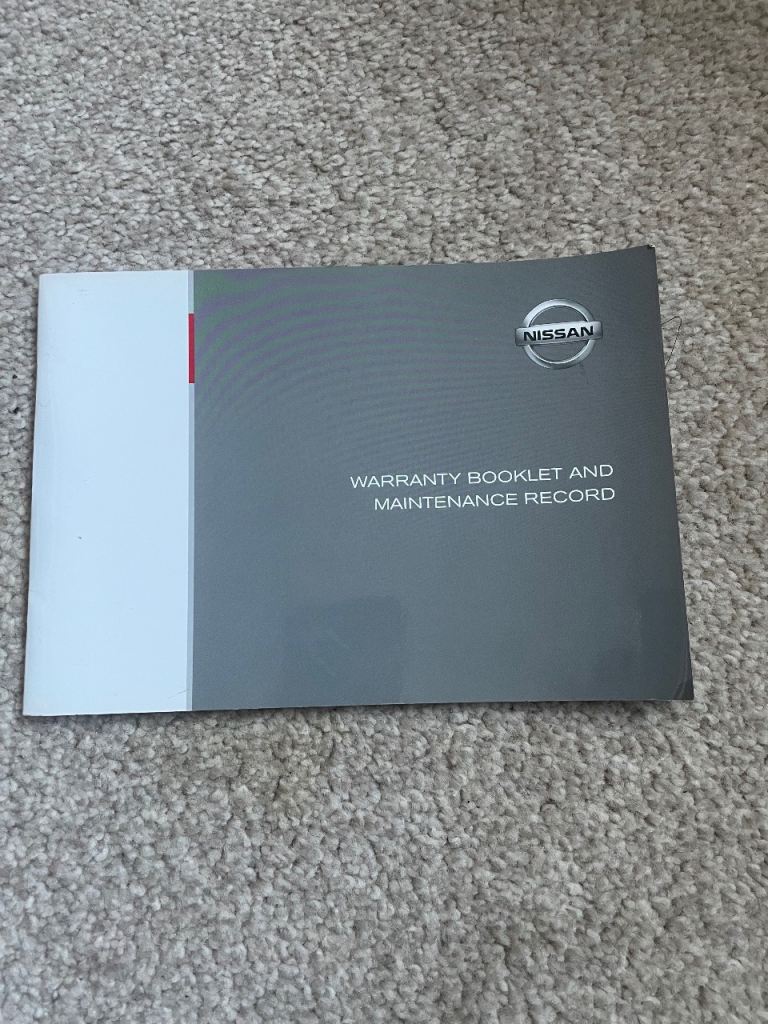 NISSAN
WARRANTY BOOKLET AND
MAINTENANCE RECORD